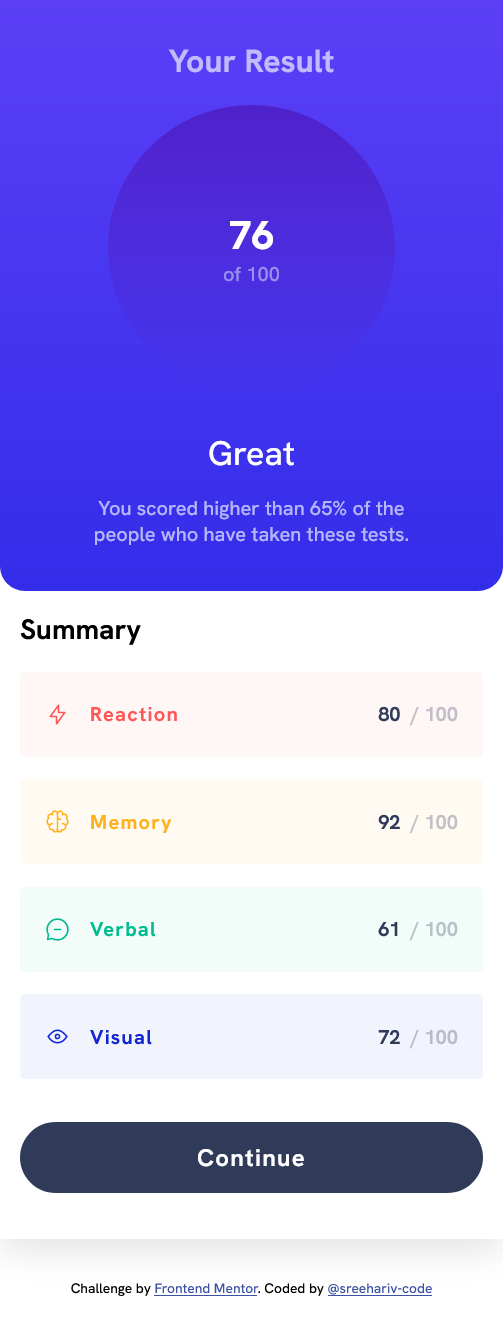 Your Result
76
of 100
Great
You scored higher than 65% of the
people who have taken these tests.
Summary
Reaction 80 / 100
Memory 92 / 100
Verbal 61 / 100
Visual 72 / 100
Continue
Challenge by Frontend Mentor. Coded by @sreehariv-code